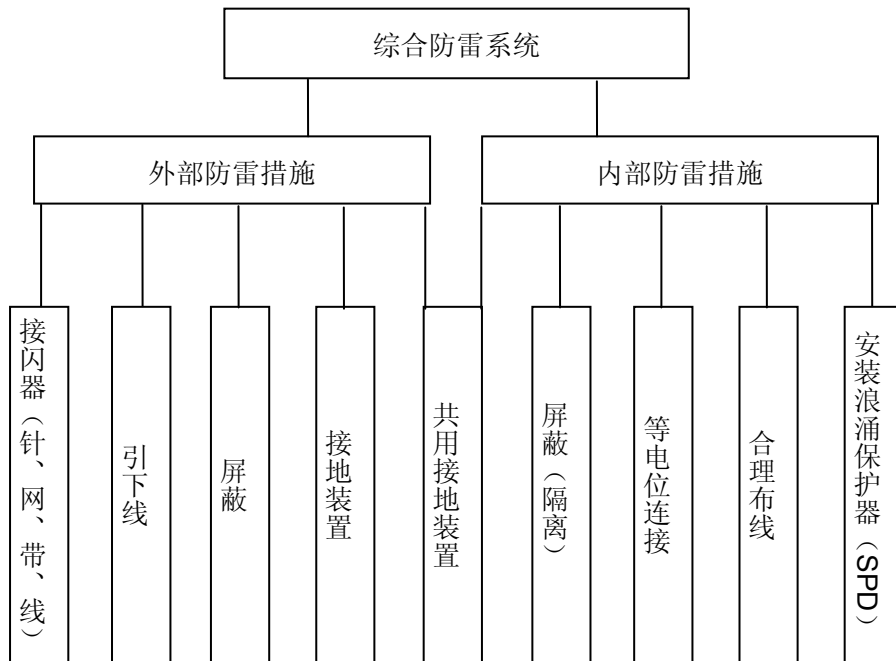 综合防雷系统
外部防雷措施
内部防雷措施
接闪器（针、网、带、线）
引下线
屏蔽
接地装置
共用接地装置
屏蔽（隔离）
等电位连接
合理布线
安装浪涌保护器（SPD）